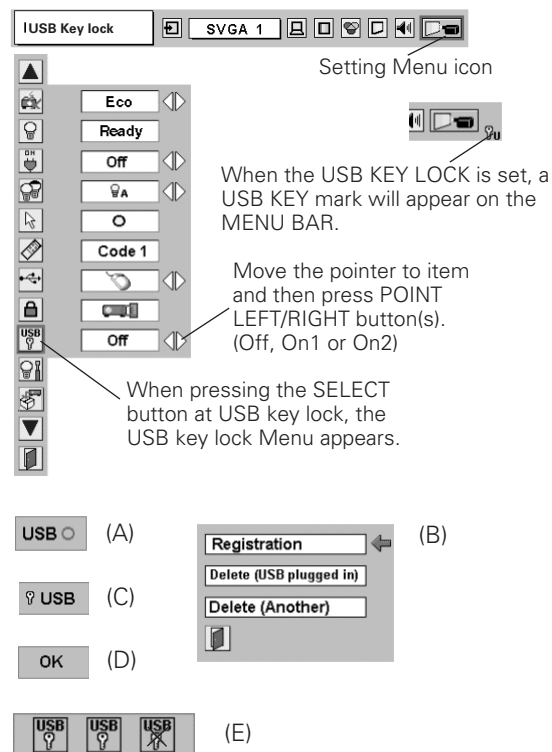 USB Key lock
SVGA 1
Setting Menu icon
Eco
Ready
ON
Off
A
Code 1
USB
Off
U
When the USB KEY LOCK is set, a
USB KEY mark will appear on the
MENU BAR.
Move the pointer to item
and then press POINT
LEFT/RIGHT button(s).
(Off, On1 or On2)
When pressing the SELECT
button at USB key lock, the
USB key lock Menu appears.
USB
(A)
Registration
Delete (USB plugged in)
Delete (Another)
(B)
USB
(C)
OK
(D)
USB USB USB
(E)